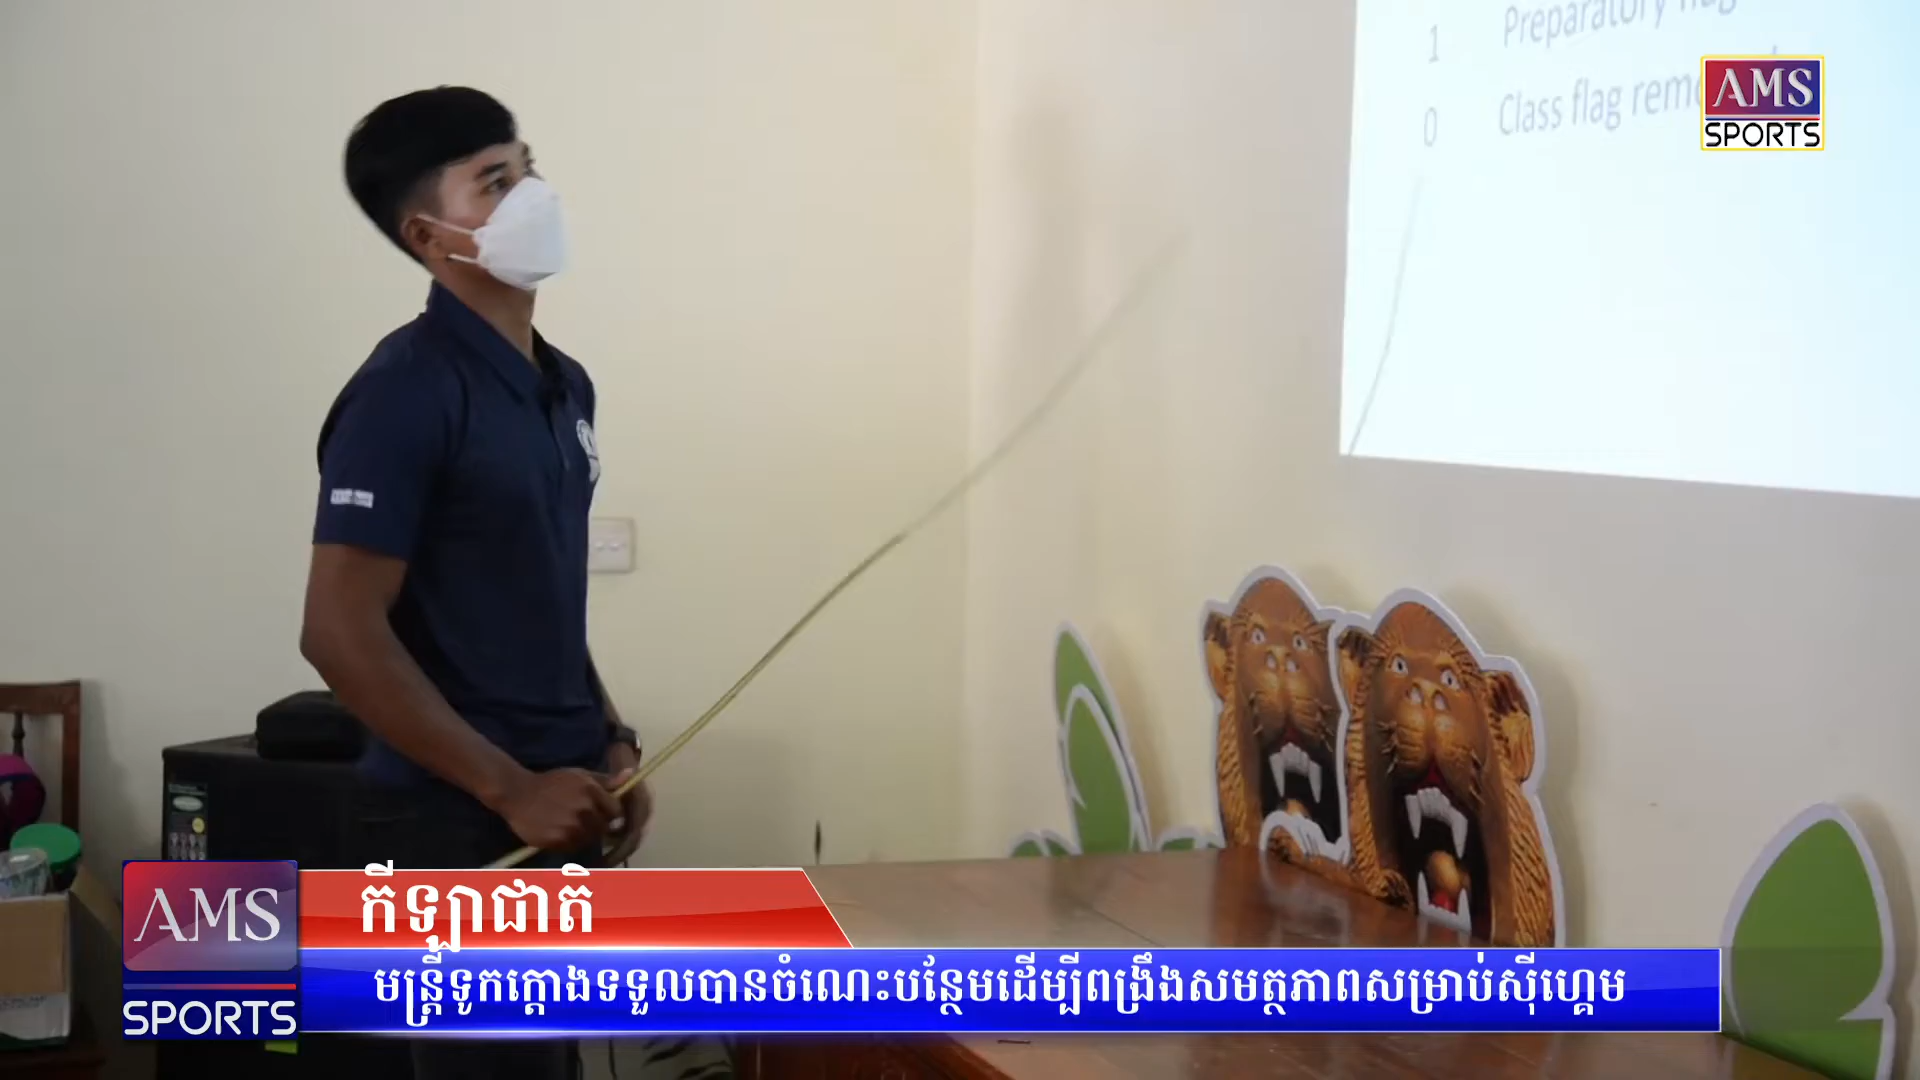 1 Preparatory flag
0 Class flag
AMS
SPORTS
កីឡាជាតិ
មន្ត្រីទូកក្ដោងទទួលបានចំណេះបន្ថែមដើម្បីពង្រឹងសមត្ថភាពសម្រាប់ស៊ីហ្គេម
AMS
SPORTS